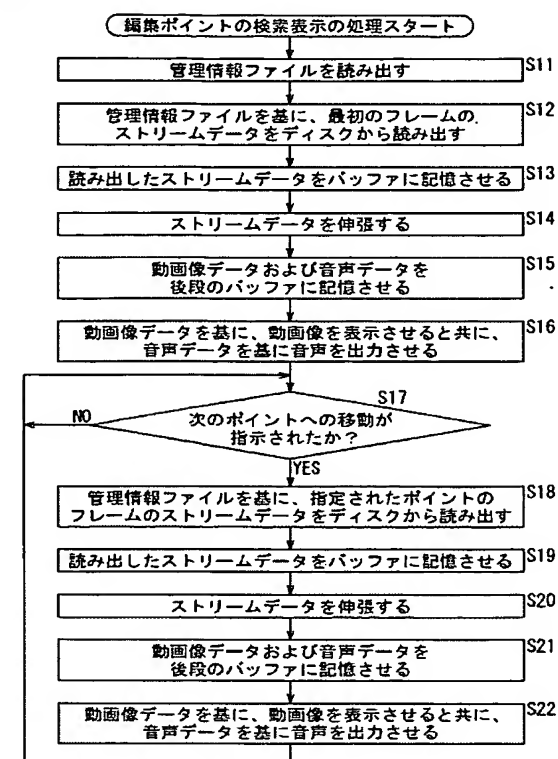 編集ポイントの検索表示の処理スタート
管理情報ファイルを読み出す
S11
管理情報ファイルを基に、最初のフレームの
ストリームデータをディスクから読み出す
S12
読み出したストリームデータをバッファに記憶させる
S13
ストリームデータを伸張する
S14
動画像データおよび音声データを
後段のバッファに記憶させる
S15
動画像データを基に、動画像を表示させると共に、
音声データを基に音声を出力させる
S16
S17
NO
次のポイントへの移動が
指示されたか?
YES
管理情報ファイルを基に、指定されたポイントの
フレームのストリームデータをディスクから読み出す
S18
読み出したストリームデータをバッファに記憶させる
S19
ストリームデータを伸張する
S20
動画像データおよび音声データを
後段のバッファに記憶させる
S21
動画像データを基に、動画像を表示させると共に、
音声データを基に音声を出力させる
S22